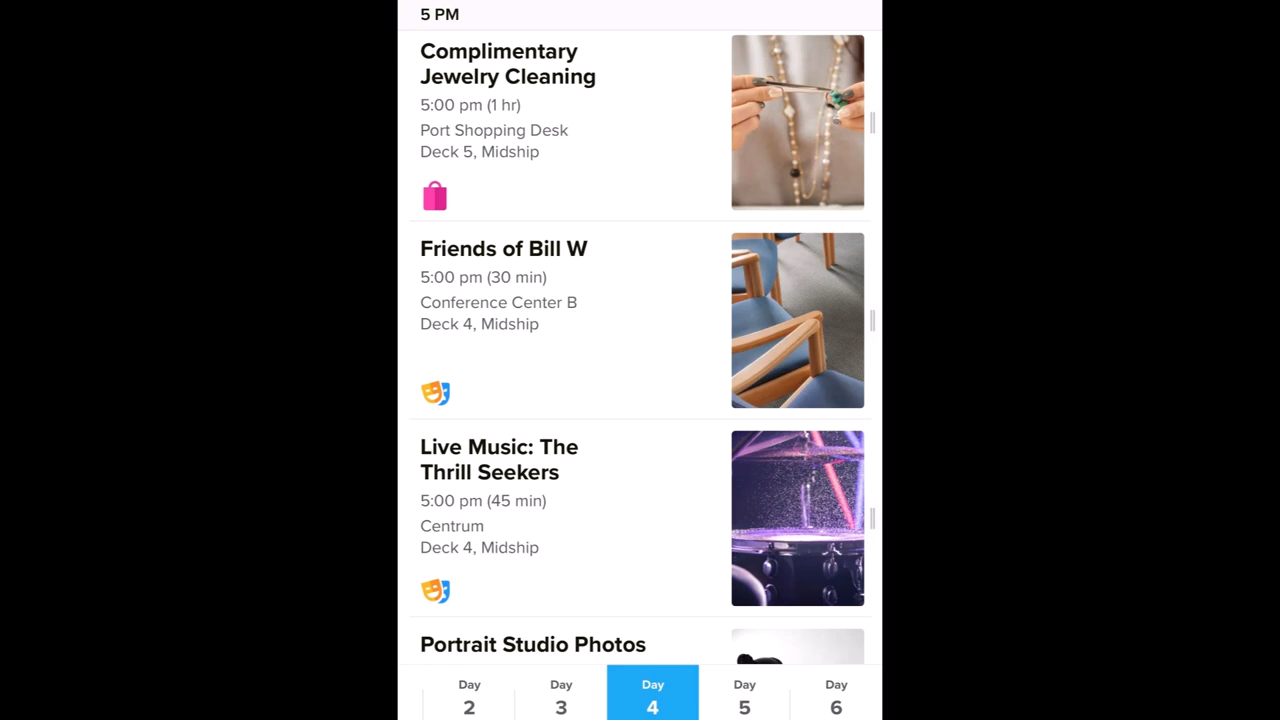 5 PM
Complimentary
Jewelry Cleaning
5:00 pm (1 hr)
Port Shopping Desk
Deck 5, Midship
Friends of Bill W
5:00 pm (30 min)
Conference Center B
Deck 4, Midship
Live Music: The
Thrill Seekers
5:00 pm (45 min)
Centrum
Deck 4, Midship
Portrait Studio Photos
Day
2
Day
3
Day
4
Day
5
Day
6